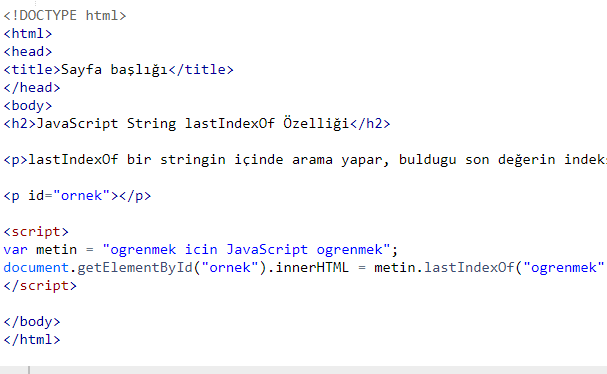 <!DOCTYPE html>
<html>
<head>
<title>Sayfa başlığı</title>
</head>
<body>
<h2>JavaScript String lastIndexOf Özelliği</h2>
<p>lastIndexOf bir stringin içinde arama yapar, buldugu son değerin indeks
<p id="ornek"></p>
<script>
var metin = "ogrenmek icin JavaScript ogrenmek";
document.getElementById("ornek").innerHTML = metin.lastIndexOf("ogrenmek"
</script>
</body>
</html>